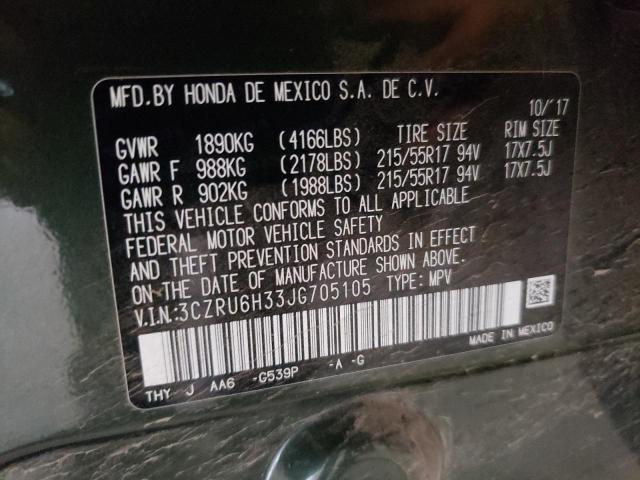 MFD.BY HONDA DE MEXICO S.A. DE C.V.
10/'17
GVWR 1890KG (4166LBS) TIRE SIZE RIM SIZE
GAWR F 988KG (2178LBS) 215/55R17 94V 17X7.5J
GAWR R 902KG (1988LBS) 215/55R17 94V 17X7.5J
THIS VEHICLE CONFORMS TO ALL APPLICABLE
FEDERAL MOTOR VEHICLE SAFETY
AND THEFT PREVENTION STANDARDS IN EFFECT
ON THE DATE OF MANUFACTURE SHOWN ABOVE.
V.I.N.:3CZRU6H33JG705105 TYPE: MPV
MADE IN MEXICO
THY J AA6 -G539P -A -G